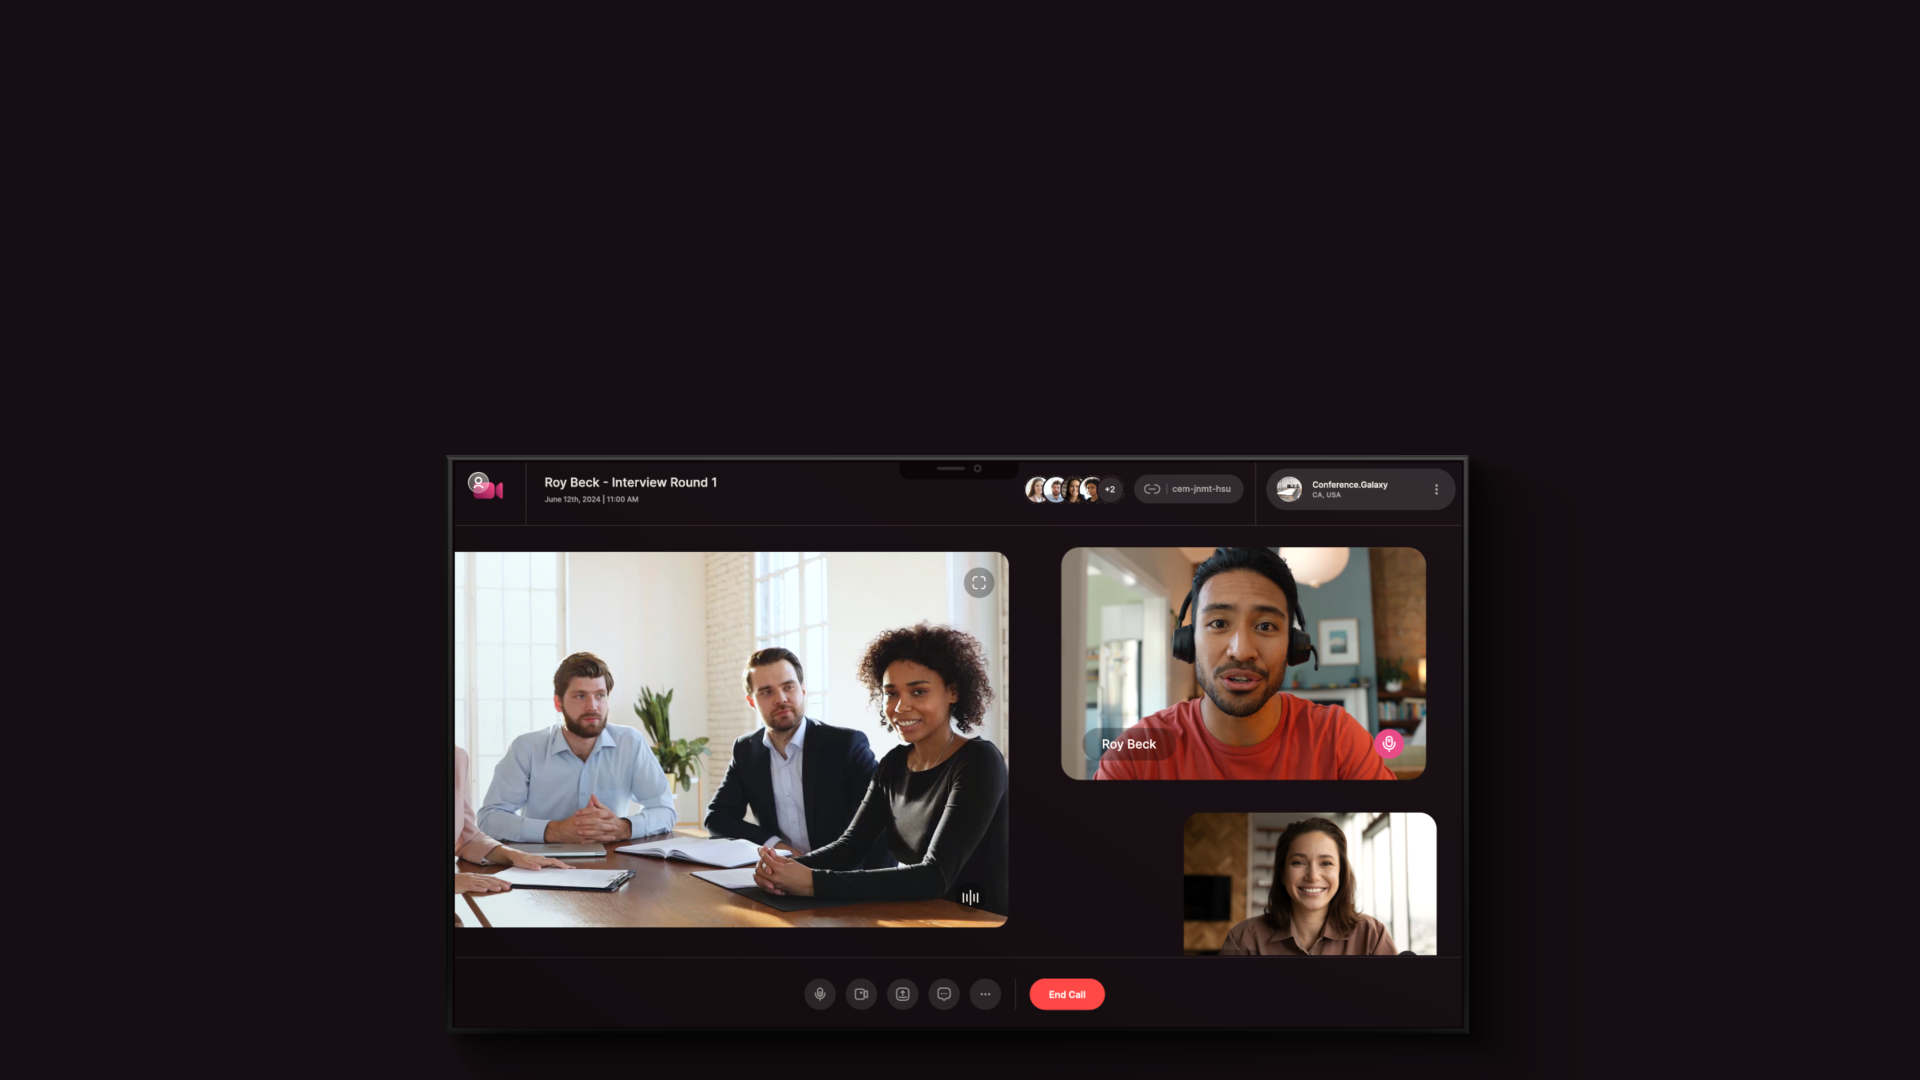 Roy Beck - Interview Round 1
June 12th, 2024 | 11:00 AM
+2
cem-jnmt-hsu
Conference.Galaxy
CA, USA
Roy Beck
End Call